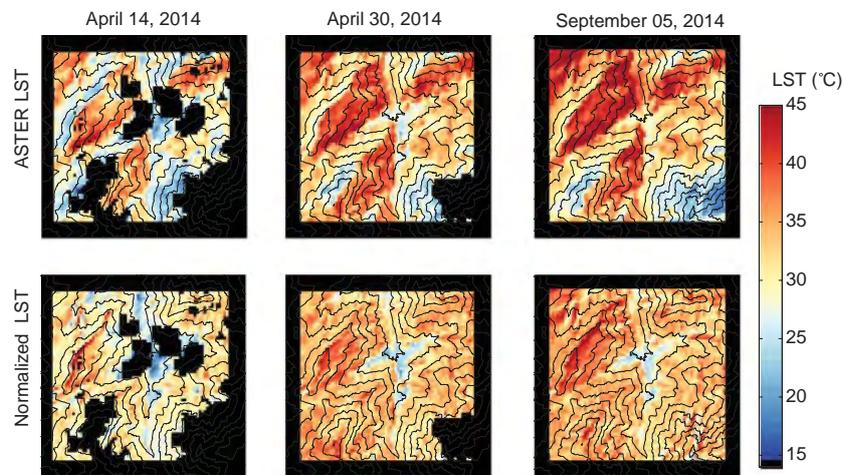 April 14, 2014
April 30, 2014
September 05, 2014
ASTER LST
Normalized LST
LST (°C)
45
40
35
30
25
20
15